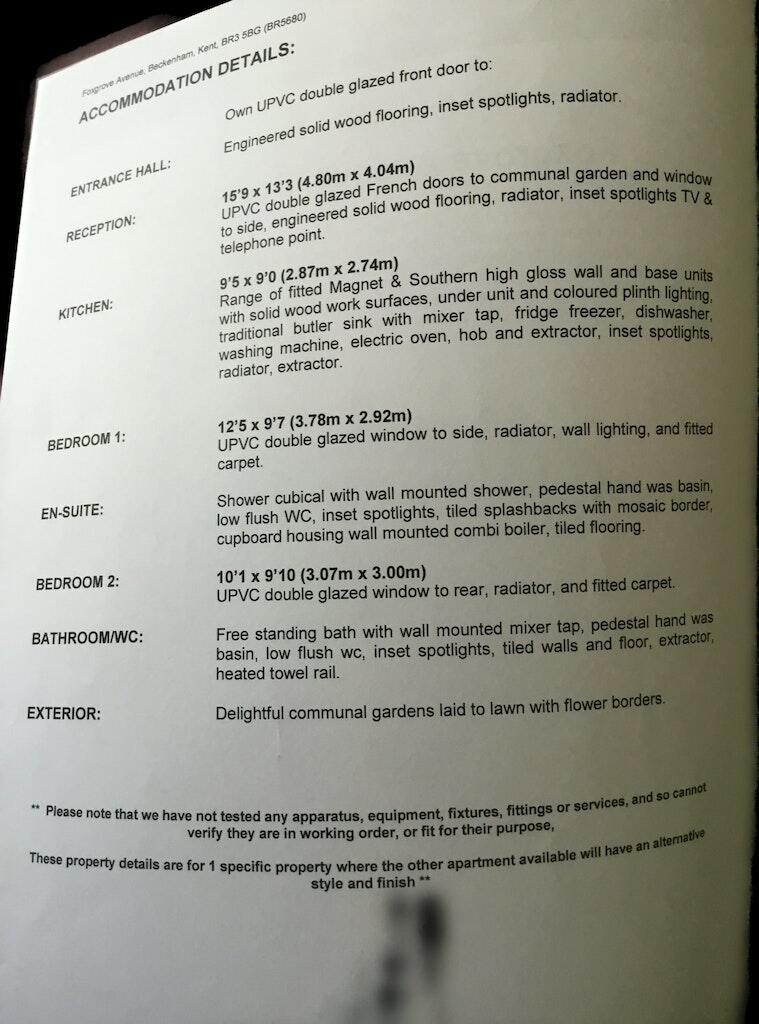 Foxgrove Avenue, Beckenham, Kent, BR3 5BG (BR5680)
ACCOMMODATION DETAILS:
Own UPVC double glazed front door to:
ENTRANCE HALL:
Engineered solid wood flooring, inset spotlights, radiator.
RECEPTION:
15'9 x 13'3 (4.80m x 4.04m)
UPVC double glazed French doors to communal garden and window
to side, engineered solid wood flooring, radiator, inset spotlights TV &
telephone point.
KITCHEN:
9'5 x 9'0 (2.87m x 2.74m)
Range of fitted Magnet & Southern high gloss wall and base units
with solid wood work surfaces, under unit and coloured plinth lighting,
traditional butler sink with mixer tap, fridge freezer, dishwasher,
washing machine, electric oven, hob and extractor, inset spotlights,
radiator, extractor.
BEDROOM 1:
12'5 x 9'7 (3.78m x 2.92m)
UPVC double glazed window to side, radiator, wall lighting, and fitted
carpet.
EN-SUITE:
Shower cubical with wall mounted shower, pedestal hand was basin,
low flush WC, inset spotlights, tiled splashbacks with mosaic border,
cupboard housing wall mounted combi boiler, tiled flooring.
BEDROOM 2:
10'1 x 9'10 (3.07m x 3.00m)
UPVC double glazed window to rear, radiator, and fitted carpet.
BATHROOM/WC:
Free standing bath with wall mounted mixer tap, pedestal hand was
basin, low flush wc, inset spotlights, tiled walls and floor, extractor,
heated towel rail.
EXTERIOR:
Delightful communal gardens laid to lawn with flower borders.
** Please note that we have not tested any apparatus, equipment, fixtures, fittings or services, and so cannot
verify they are in working order, or fit for their purpose,
These property details are for 1 specific property where the other apartment available will have an alternative
style and finish **